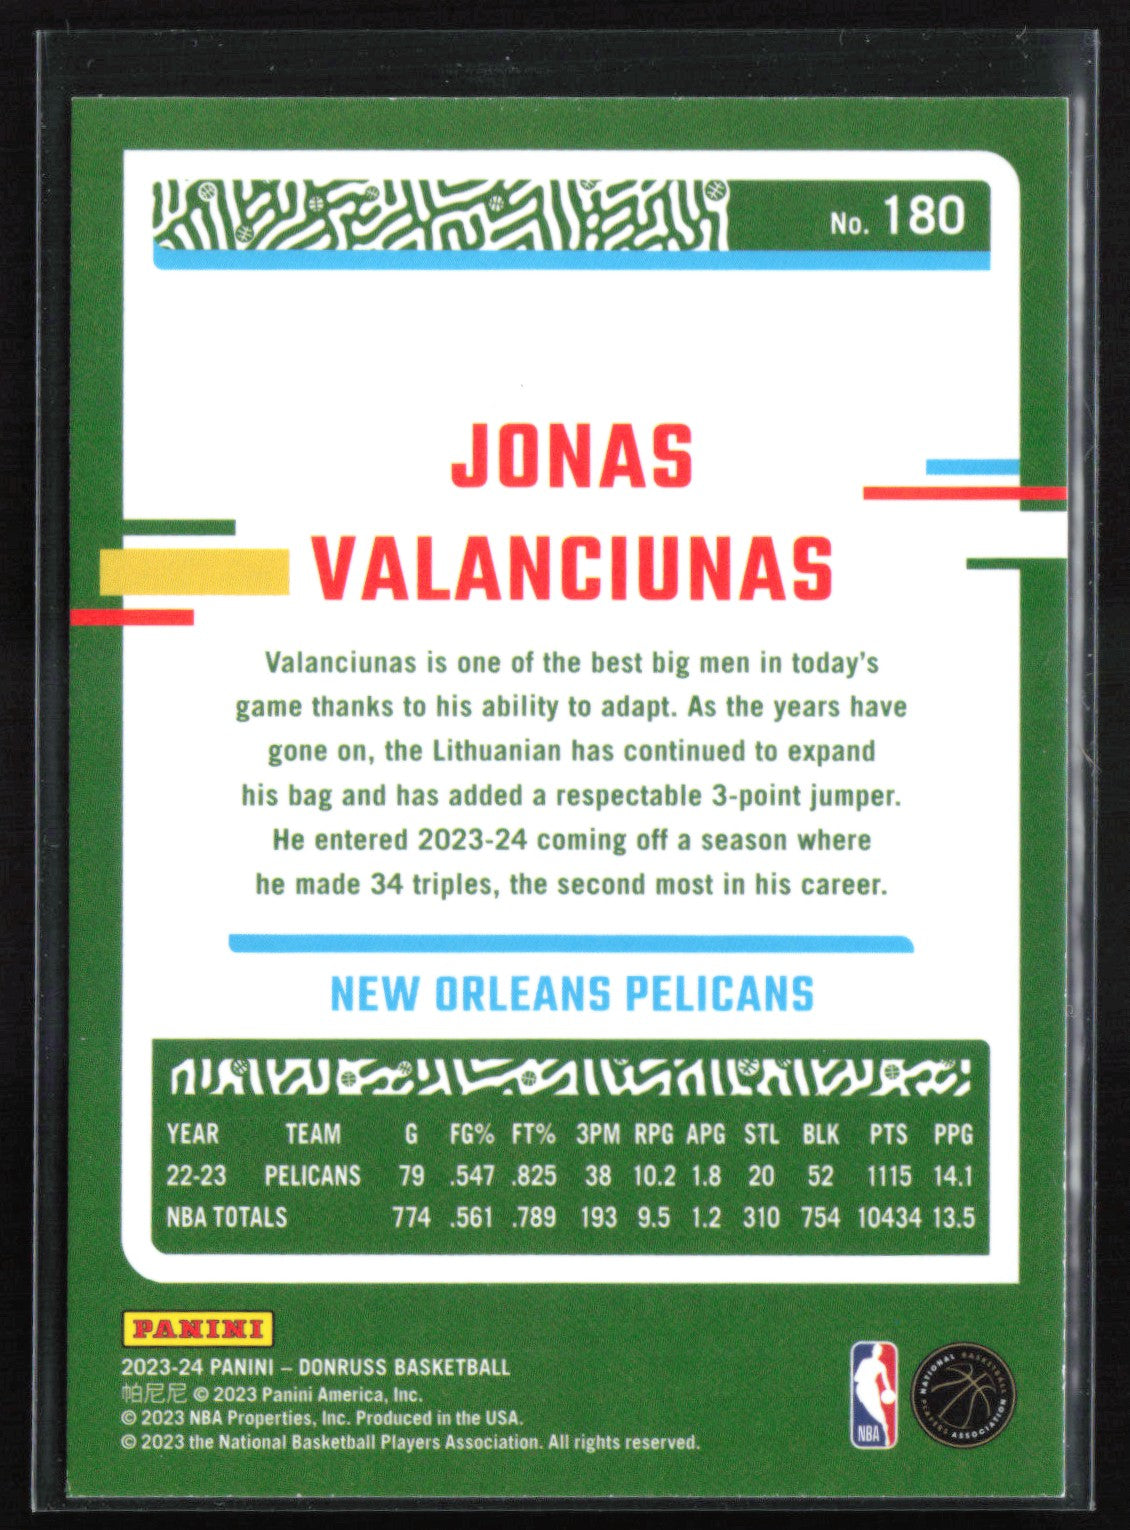 No. 180
JONAS
VALANCIUNAS
Valanciunas is one of the best big men in today's
game thanks to his ability to adapt. As the years have
gone on, the Lithuanian has continued to expand
his bag and has added a respectable 3-point jumper.
He entered 2023-24 coming off a season where
he made 34 triples, the second most in his career.
NEW ORLEANS PELICANS
YEAR TEAM G FG% FT% 3PM RPG APG STL BLK PTS PPG
22-23 PELICANS 79 .547 .825 38 10.2 1.8 20 52 1115 14.1
NBA TOTALS 774 .561 .789 193 9.5 1.2 310 754 10434 13.5
PANINI
2023-24 PANINI – DONRUSS BASKETBALL
帕尼尼 © 2023 Panini America, Inc.
© 2023 NBA Properties, Inc. Produced in the USA.
© 2023 the National Basketball Players Association. All rights reserved.
NBA
NATIONAL BASKETBALL PLAYERS ASSOCIATION